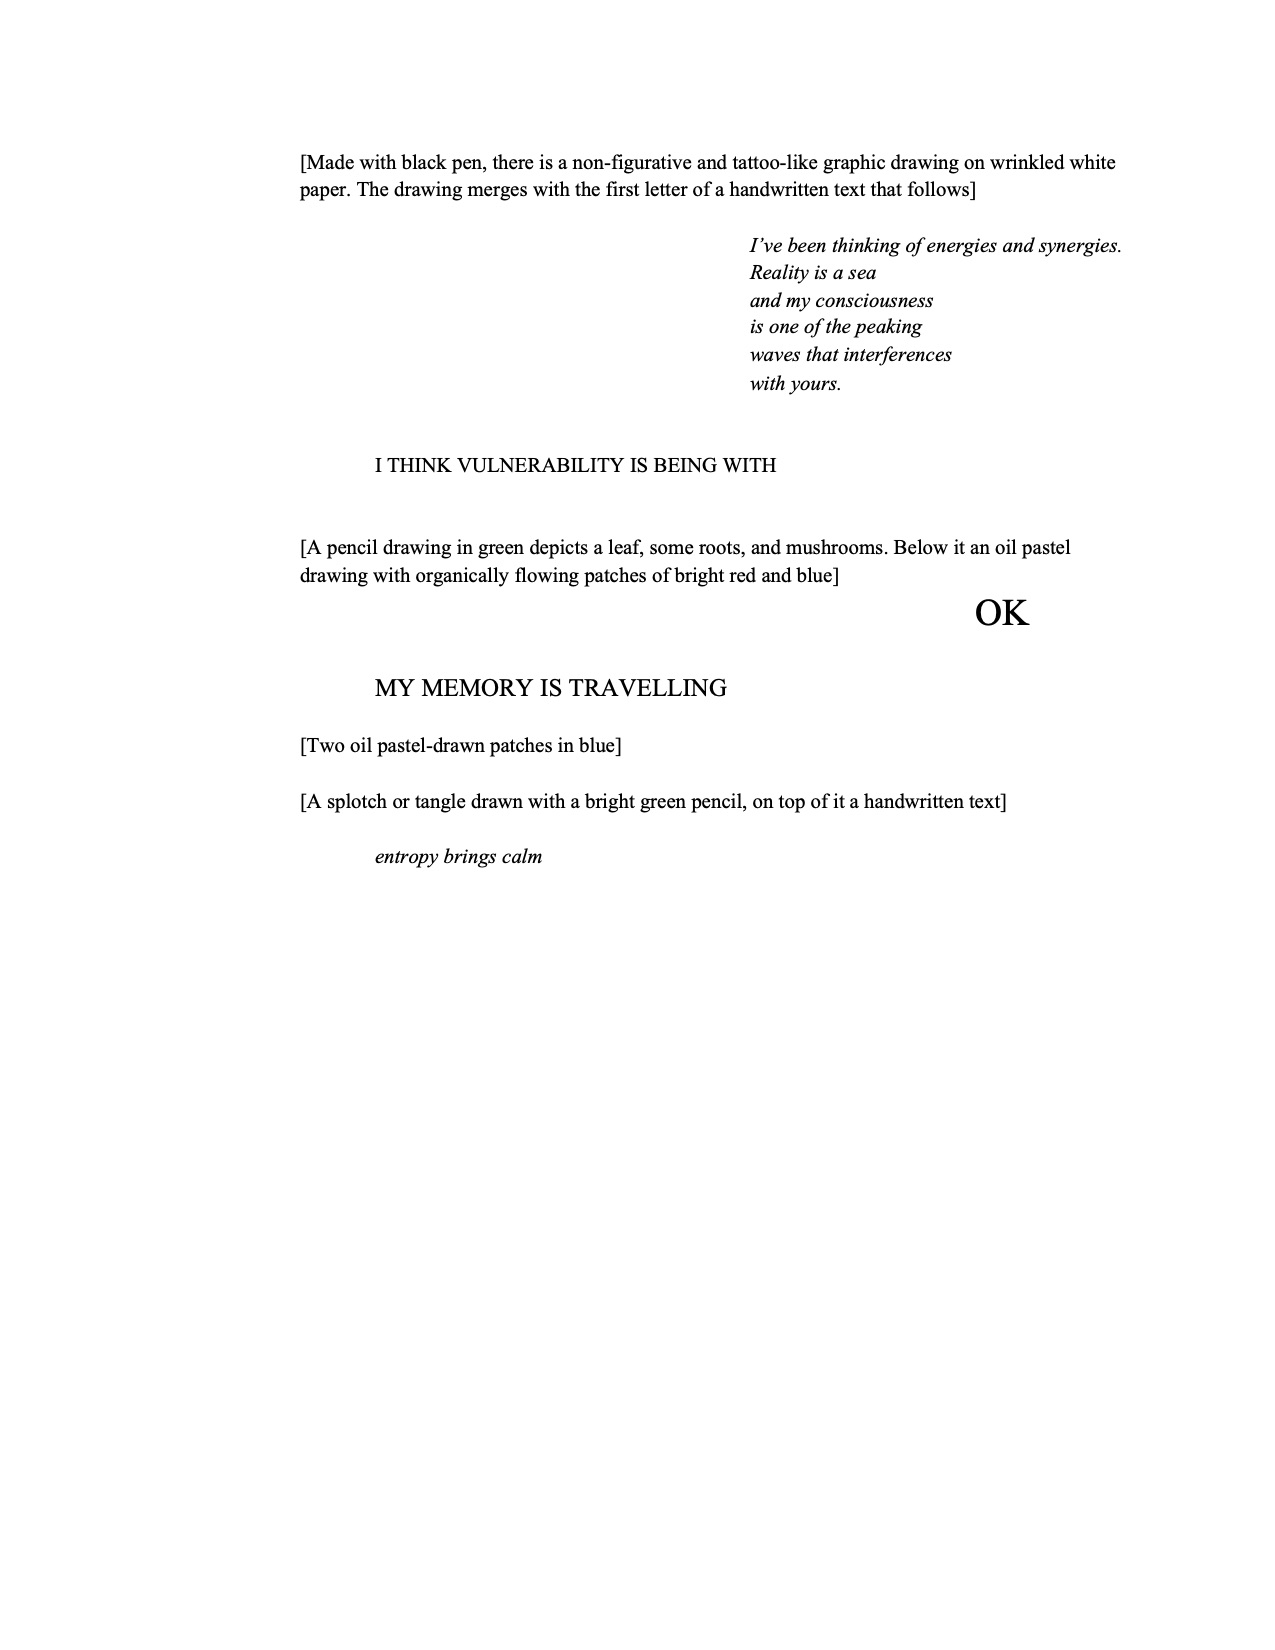 [Made with black pen, there is a non-figurative and tattoo-like graphic drawing on wrinkled white
paper. The drawing merges with the first letter of a handwritten text that follows]
I’ve been thinking of energies and synergies.
Reality is a sea
and my consciousness
is one of the peaking
waves that interferences
with yours.
I THINK VULNERABILITY IS BEING WITH
[A pencil drawing in green depicts a leaf, some roots, and mushrooms. Below it an oil pastel
drawing with organically flowing patches of bright red and blue]
OK
MY MEMORY IS TRAVELLING
[Two oil pastel-drawn patches in blue]
[A splotch or tangle drawn with a bright green pencil, on top of it a handwritten text]
entropy brings calm